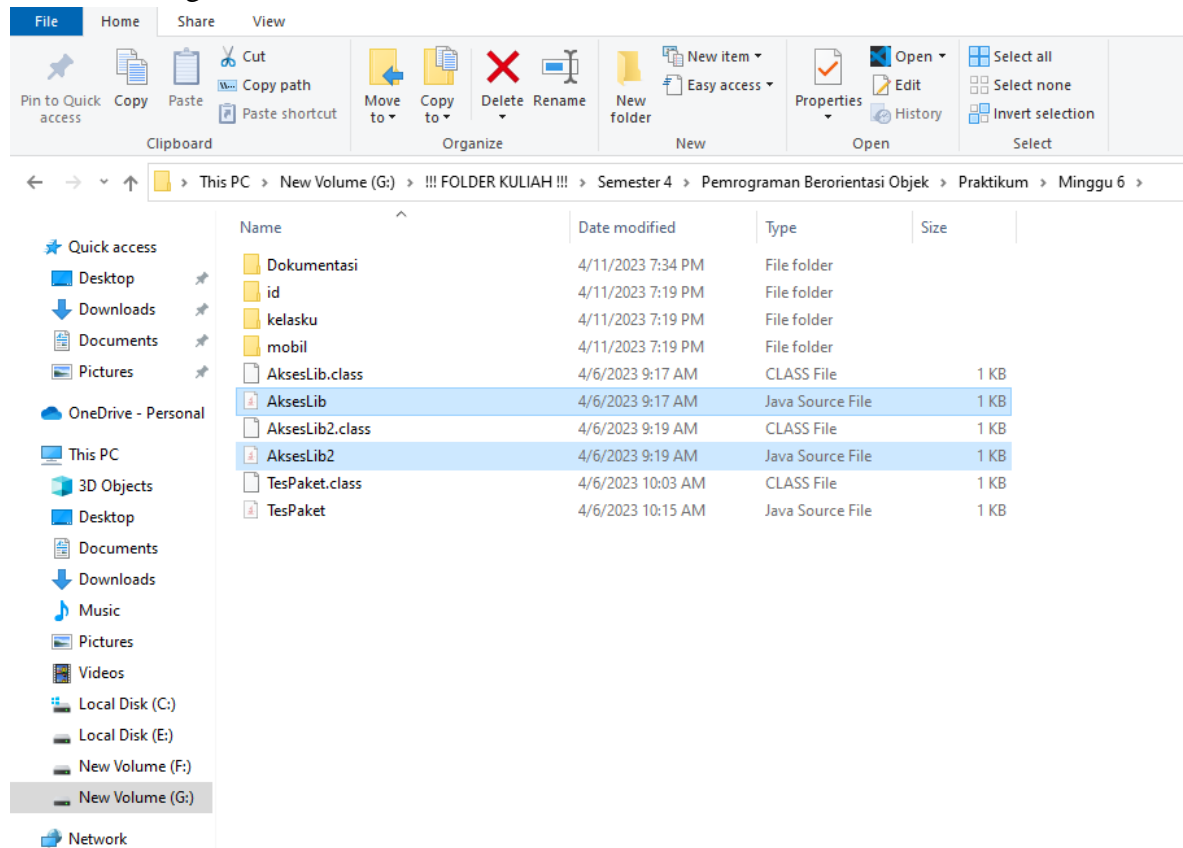 File Home Share View
Pin to Quick access Copy Paste
Cut
Copy path
Paste shortcut
Move to Copy to Delete Rename
New folder
New item
Easy access
Properties
Open
Edit
History
Select all
Select none
Invert selection
Clipboard Organize New Open Select
This PC > New Volume (G:) > !!! FOLDER KULIAH !!! > Semester 4 > Pemrograman Berorientasi Objek > Praktikum > Minggu 6 >
Quick access
Desktop
Downloads
Documents
Pictures
OneDrive - Personal
This PC
3D Objects
Desktop
Documents
Downloads
Music
Pictures
Videos
Local Disk (C:)
Local Disk (E:)
New Volume (F:)
New Volume (G:)
Network
Name Date modified Type Size
Dokumentasi 4/11/2023 7:34 PM File folder
id 4/11/2023 7:19 PM File folder
kelasku 4/11/2023 7:19 PM File folder
mobil 4/11/2023 7:19 PM File folder
AksesLib.class 4/6/2023 9:17 AM CLASS File 1 KB
AksesLib 4/6/2023 9:17 AM Java Source File 1 KB
AksesLib2.class 4/6/2023 9:19 AM CLASS File 1 KB
AksesLib2 4/6/2023 9:19 AM Java Source File 1 KB
TesPaket.class 4/6/2023 10:03 AM CLASS File 1 KB
TesPaket 4/6/2023 10:15 AM Java Source File 1 KB